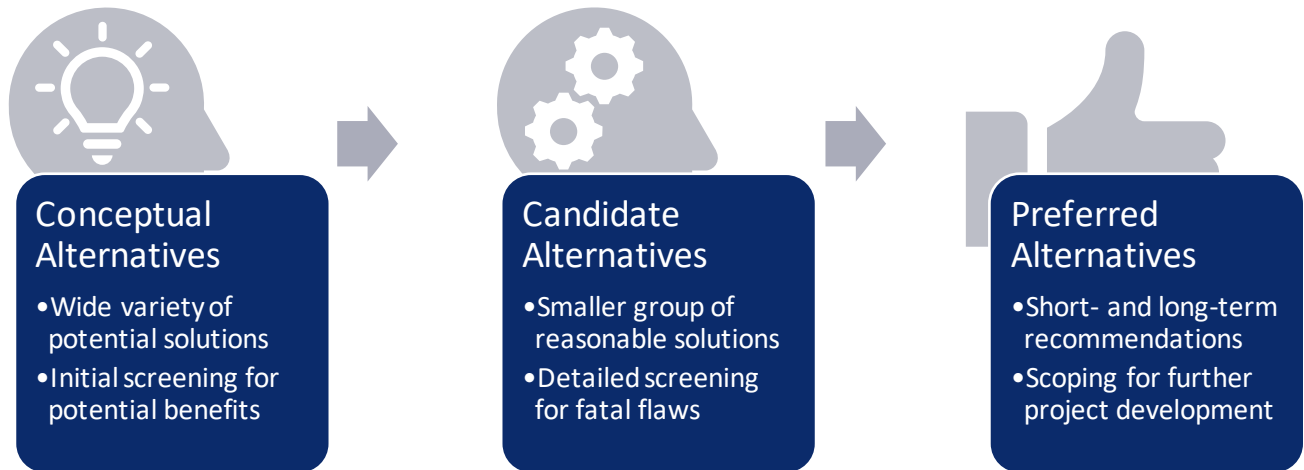 Conceptual
Alternatives
•Wide variety of
potential solutions
•Initial screening for
potential benefits
Candidate
Alternatives
•Smaller group of
reasonable solutions
•Detailed screening
for fatal flaws
Preferred
Alternatives
•Short- and long-term
recommendations
•Scoping for further
project development